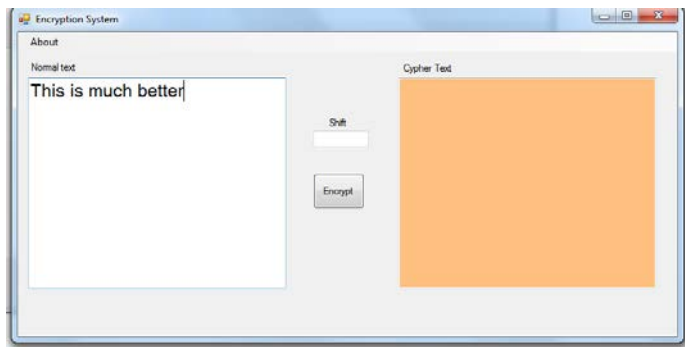 Encryption System
About
Normal text
Cypher Text
This is much better
Shift
Encrypt